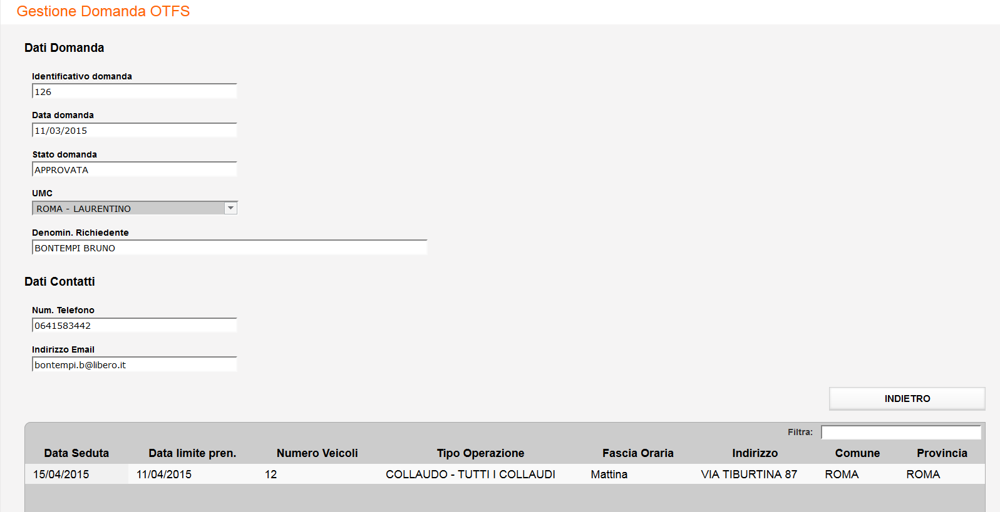 Gestione Domanda OTFS
Dati Domanda
Identificativo domanda
126
Data domanda
11/03/2015
Stato domanda
APPROVATA
UMC
ROMA - LAURENTINO
Denomin. Richiedente
BONTEMPI BRUNO
Dati Contatti
Num. Telefono
0641583442
Indirizzo Email
bontempi.b@libero.it
INDIETRO
Filtra:
Data Seduta Data limite pren. Numero Veicoli Tipo Operazione Fascia Oraria Indirizzo Comune Provincia
15/04/2015 11/04/2015 12 COLLAUDO - TUTTI I COLLAUDI Mattina VIA TIBURTINA 87 ROMA ROMA